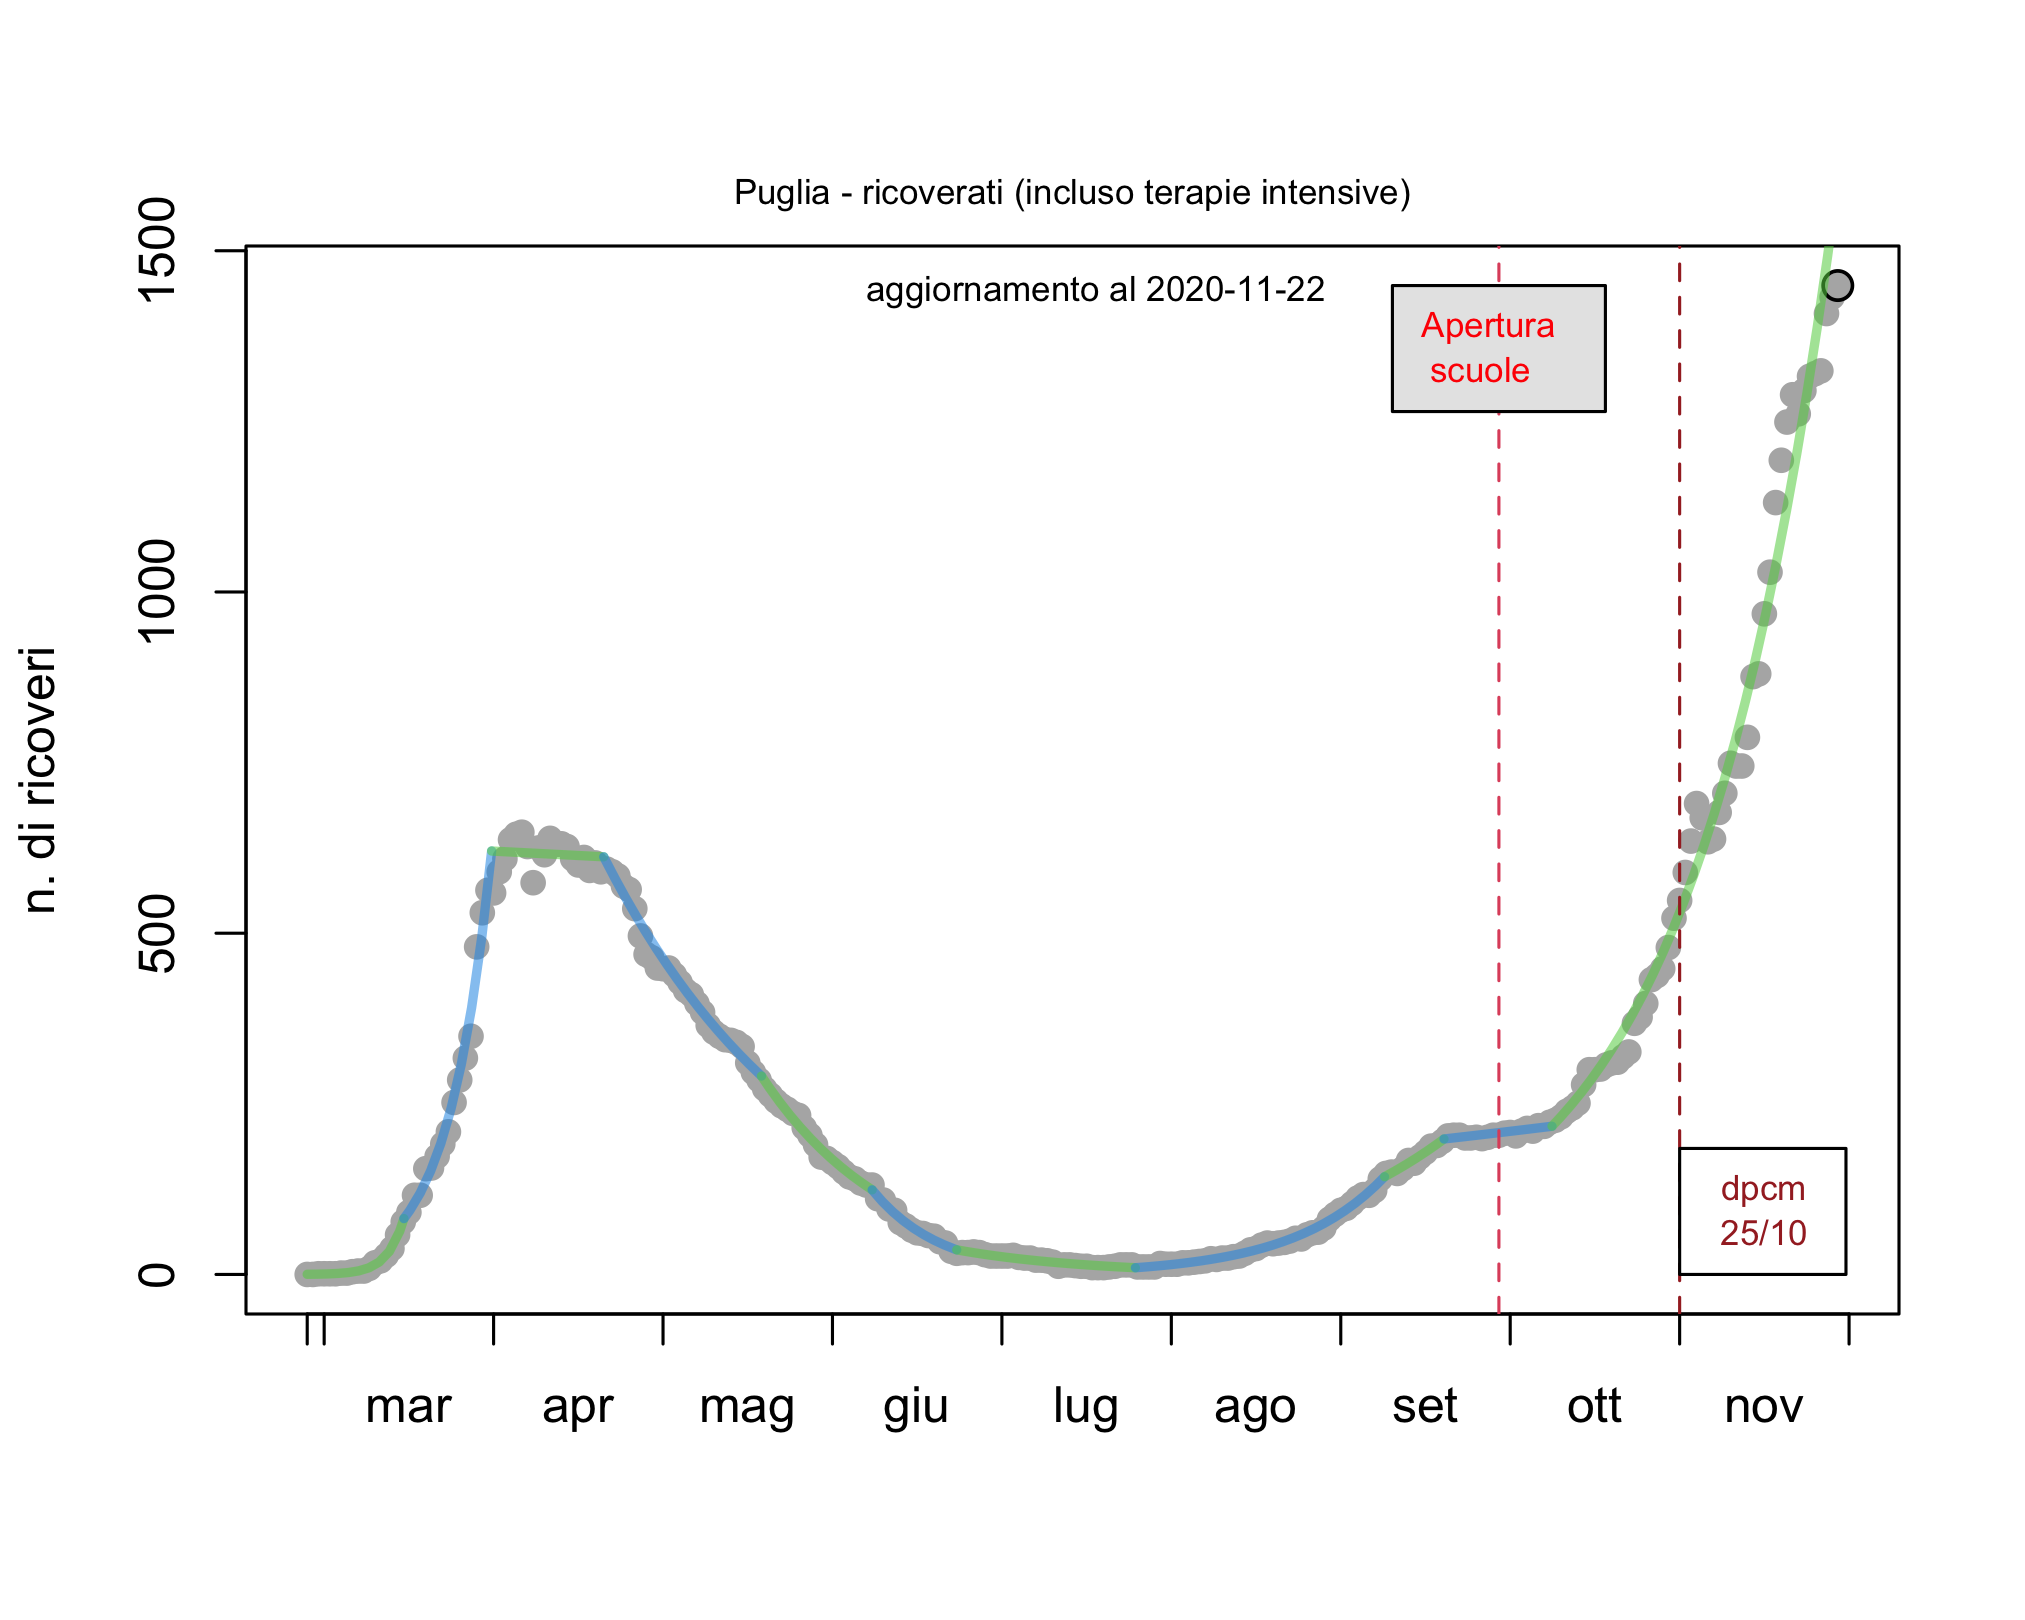 Puglia - ricoverati (incluso terapie intensive)
aggiornamento al 2020-11-22
Apertura
scuole
dpcm
25/10
n. di ricoveri
1500
1000
500
0
mar apr mag giu lug ago set ott nov